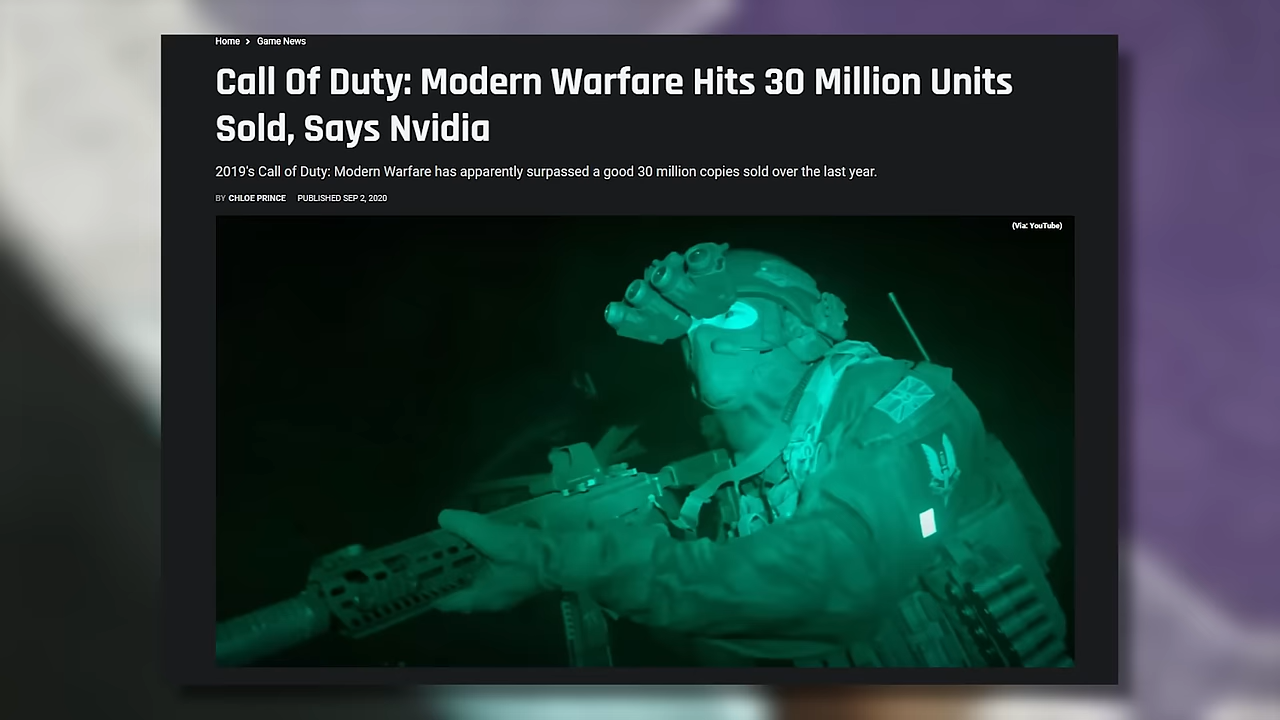 Home > Game News
Call Of Duty: Modern Warfare Hits 30 Million Units
Sold, Says Nvidia
2019's Call of Duty: Modern Warfare has apparently surpassed a good 30 million copies sold over the last year.
BY CHLOE PRINCE PUBLISHED SEP 2, 2020
(Via: YouTube)